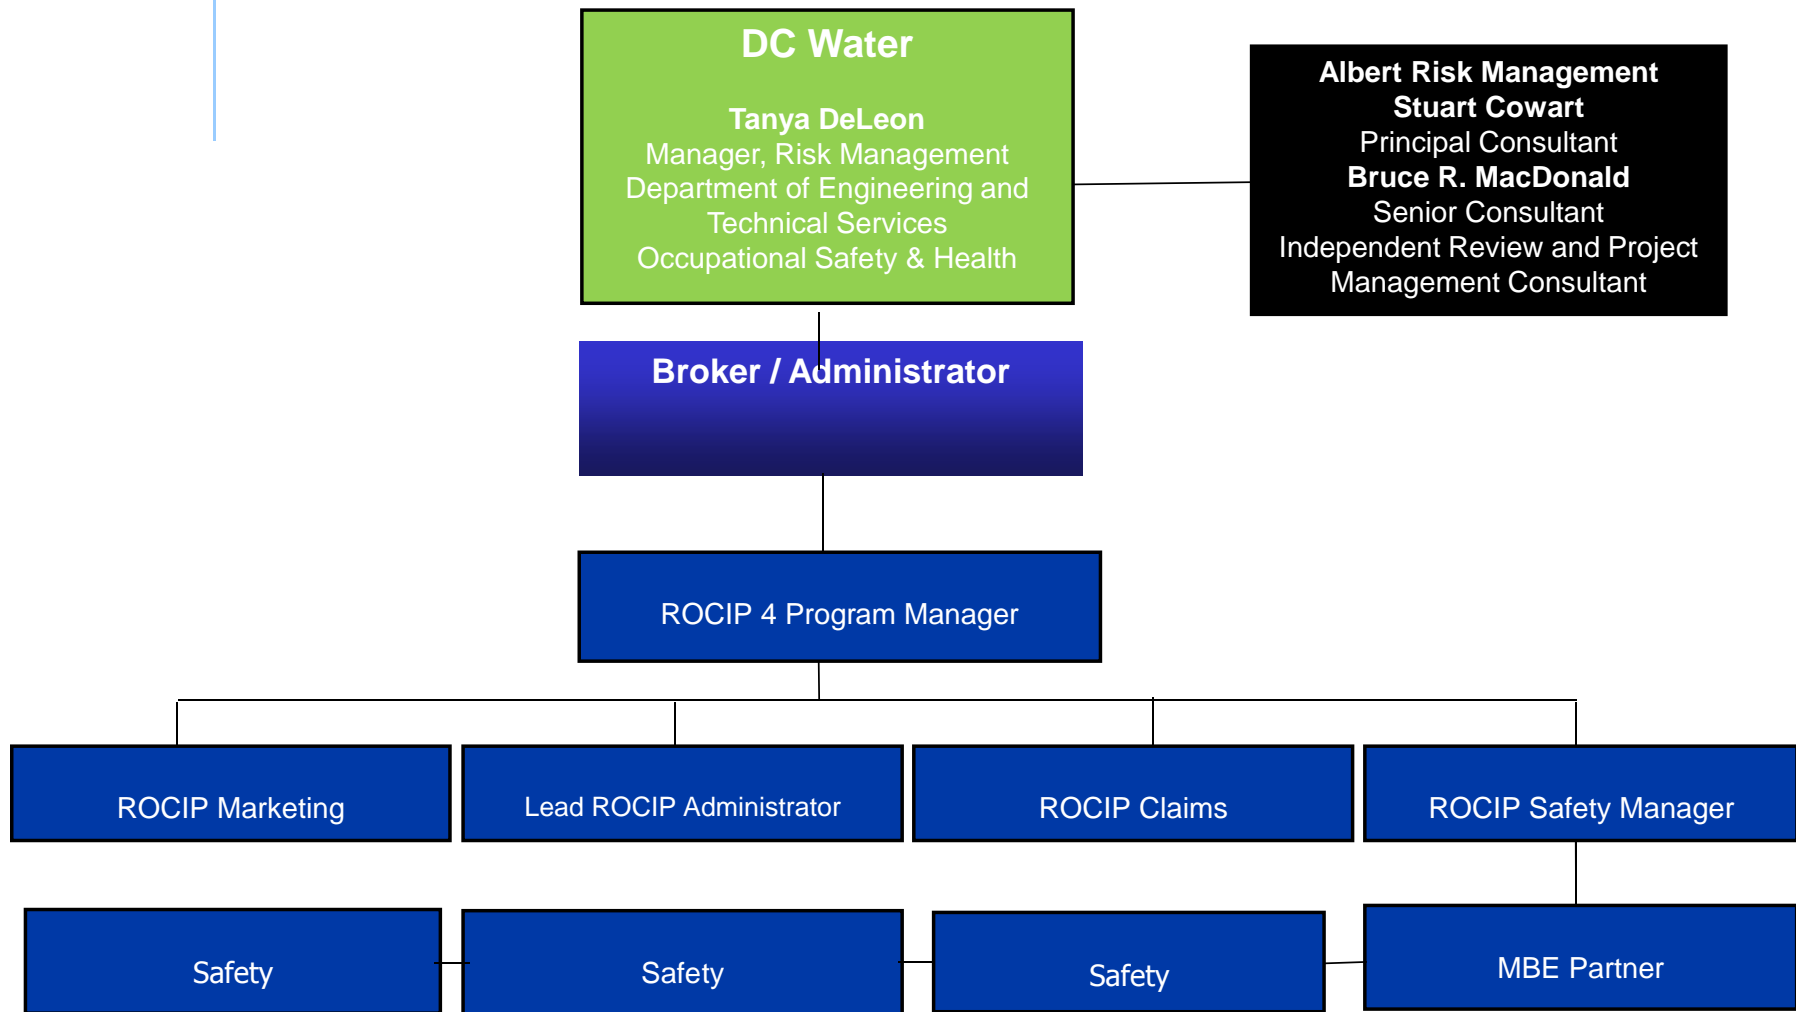 DC Water
Tanya DeLeon
Manager, Risk Management
Department of Engineering and
Technical Services
Occupational Safety & Health
Albert Risk Management
Stuart Cowart
Principal Consultant
Bruce R. MacDonald
Senior Consultant
Independent Review and Project
Management Consultant
Broker / Administrator
ROCIP 4 Program Manager
ROCIP Marketing
Lead ROCIP Administrator
ROCIP Claims
ROCIP Safety Manager
Safety
Safety
Safety
MBE Partner